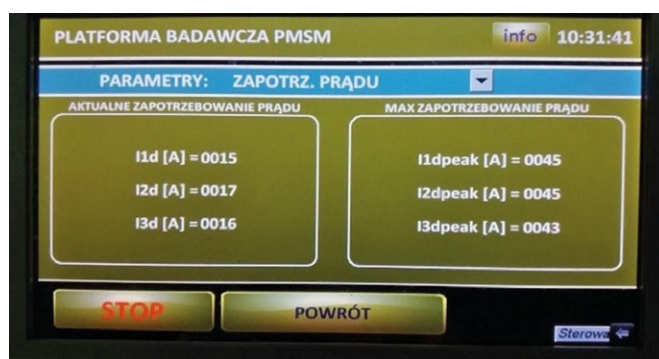 PLATFORMA BADAWCZA PMSM info 10:31:41
PARAMETRY: ZAPOTRZ. PRĄDU
AKTUALNE ZAPOTRZEBOWANIE PRĄDU
I1d [A] = 0015
I2d [A] = 0017
I3d [A] = 0016
MAX ZAPOTRZEBOWANIE PRĄDU
I1dpeak [A] = 0045
I2dpeak [A] = 0045
I3dpeak [A] = 0043
STOP POWRÓT
Sterowa